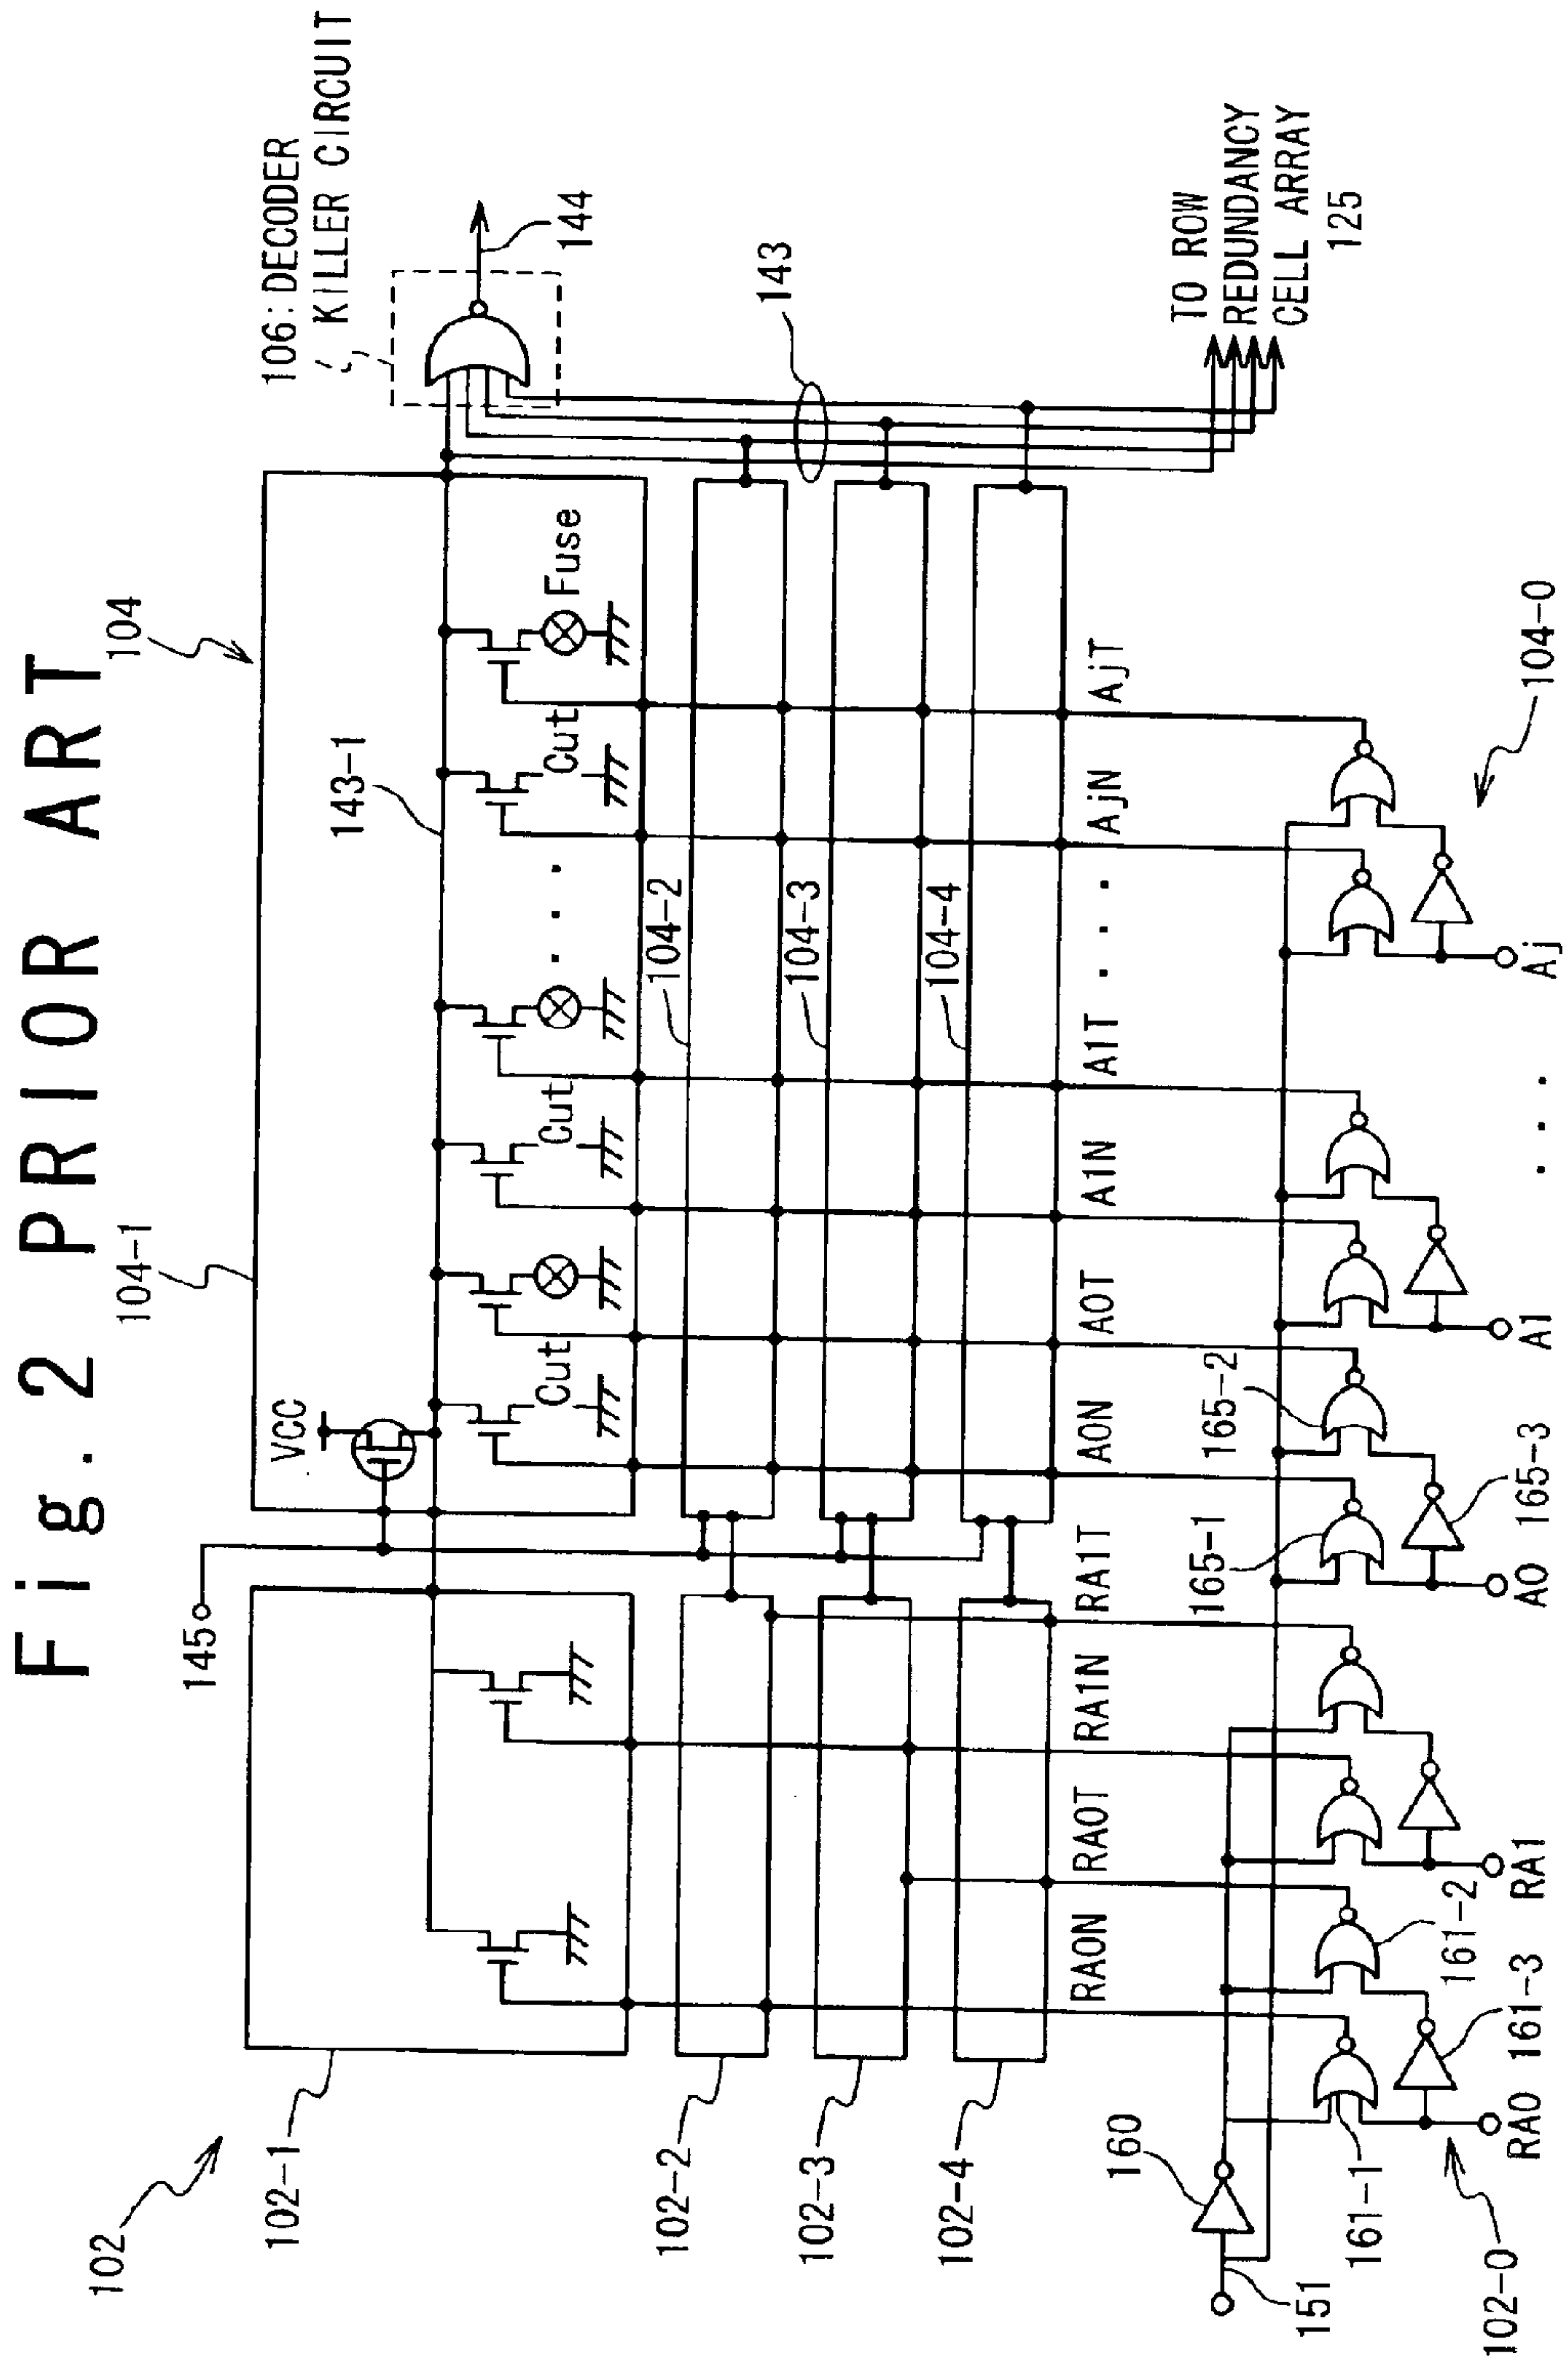 Fig. 2 PRIOR ART
104-1
104
106:DECODER
KILLER CIRCUIT
144
145
VCC
143-1
143
102
102-1
Cut
Cut
Cut
Fuse
. . .
102-2
104-2
102-3
104-3
102-4
104-4
TO ROW
REDUNDANCY
CELL ARRAY
125
RA0N
RA0T
RA1N
RA1T
A0N
A0T
A1N
A1T
. . .
AjN
AjT
160
151
161-1
161-2
161-3
165-1
165-2
165-3
104-0
102-0
RA0
RA1
A0
A1
. . .
Aj